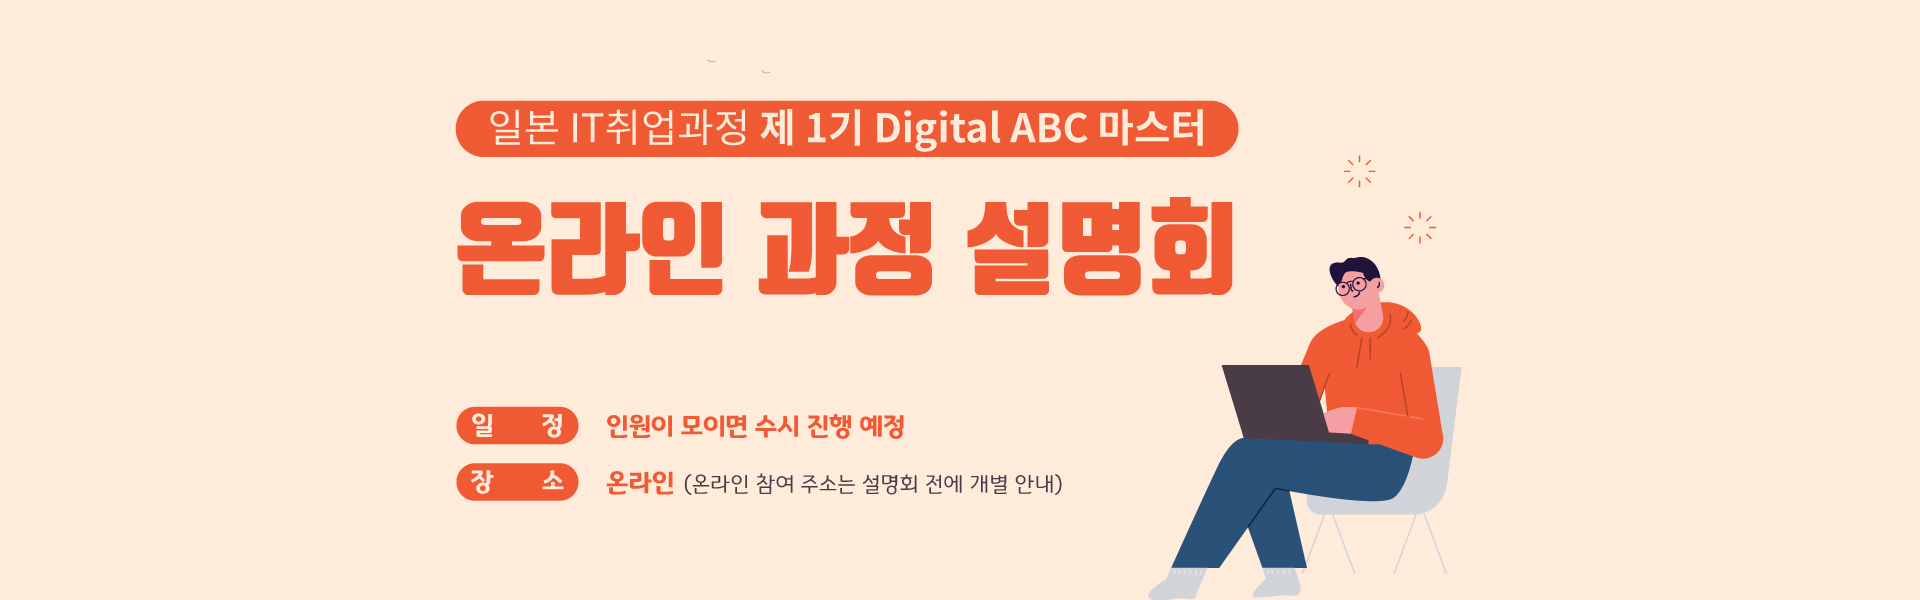 일본 IT취업과정 제 1기 Digital ABC 마스터
온라인 과정 설명회
일 정 인원이 모이면 수시 진행 예정
장 소 온라인 (온라인 참여 주소는 설명회 전에 개별 안내)